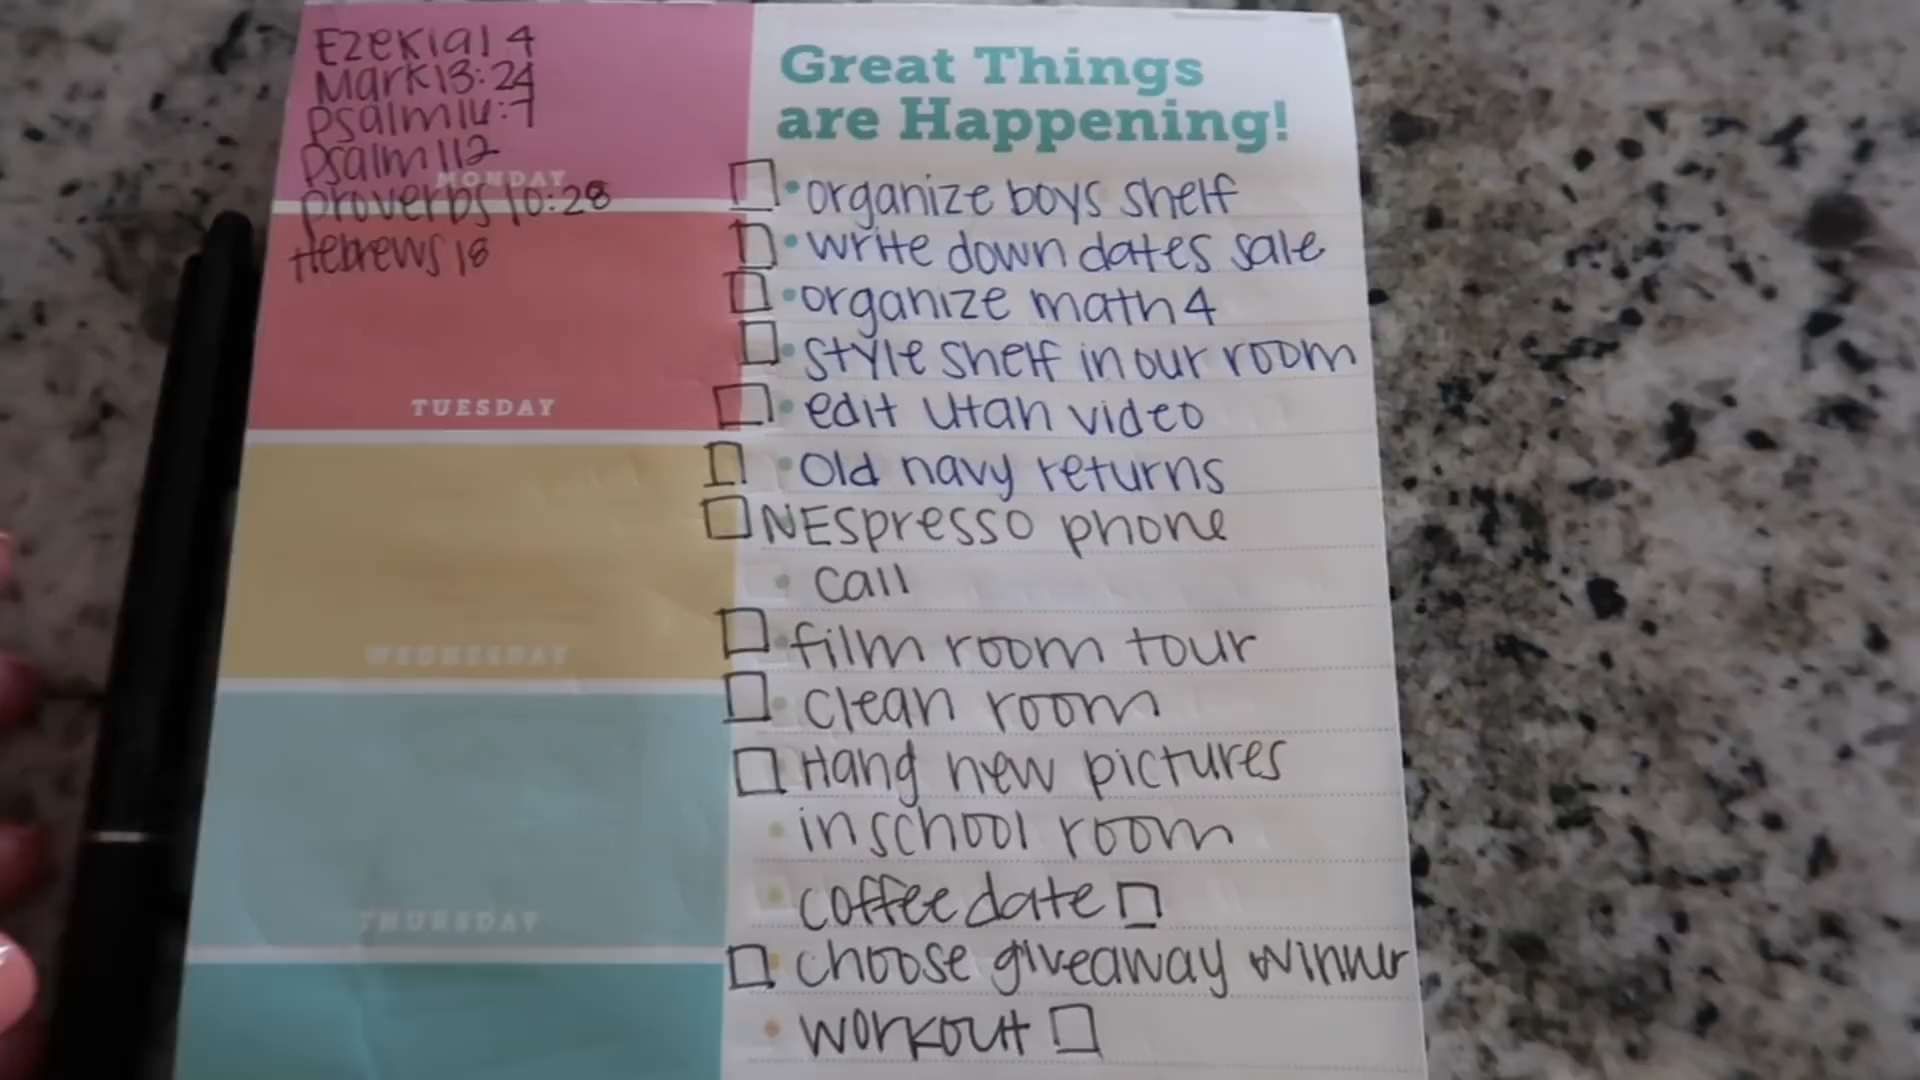 Ezekial 4
Mark 13:24
Psalm 16:7
Psalm 112
MONDAY
Proverbs 10:28
Hebrews 18
TUESDAY
WEDNESDAY
THURSDAY
Great Things
are Happening!
organize boys shelf
write down dates sale
organize math 4
style shelf in our room
edit Utah video
Old navy returns
NESpresso phone
call
film room tour
clean room
Hang new pictures
in school room
coffee date
choose giveaway winner
workout